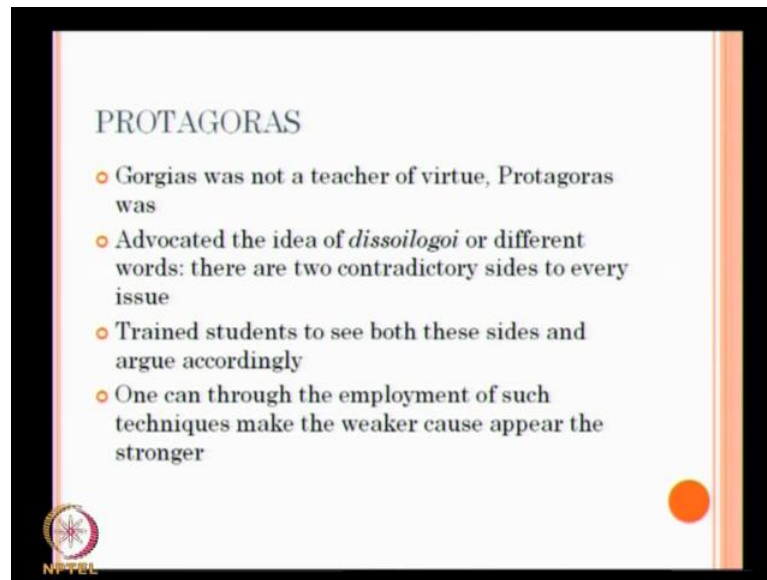 PROTAGORAS
Gorgias was not a teacher of virtue, Protagoras
was
Advocated the idea of dissoilogoi or different
words: there are two contradictory sides to every
issue
Trained students to see both these sides and
argue accordingly
One can through the employment of such
techniques make the weaker cause appear the
stronger
NPTEL